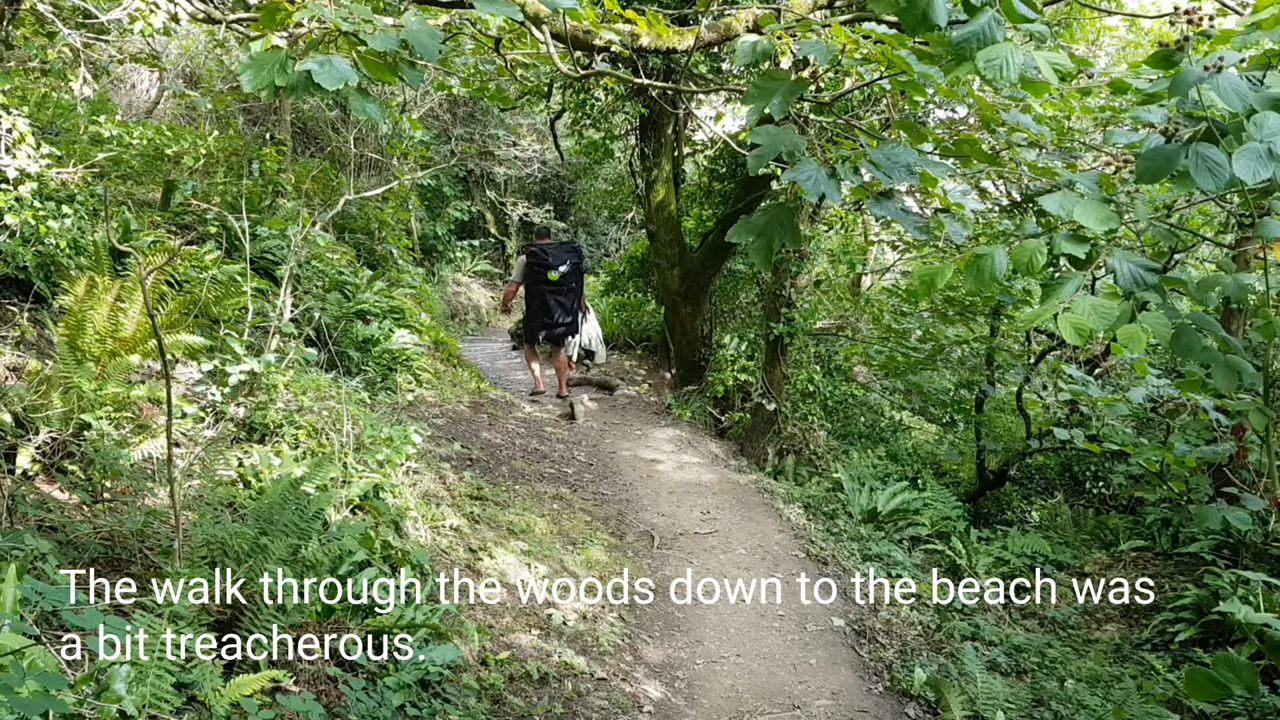 The walk through the woods down to the beach was
a bit treacherous.